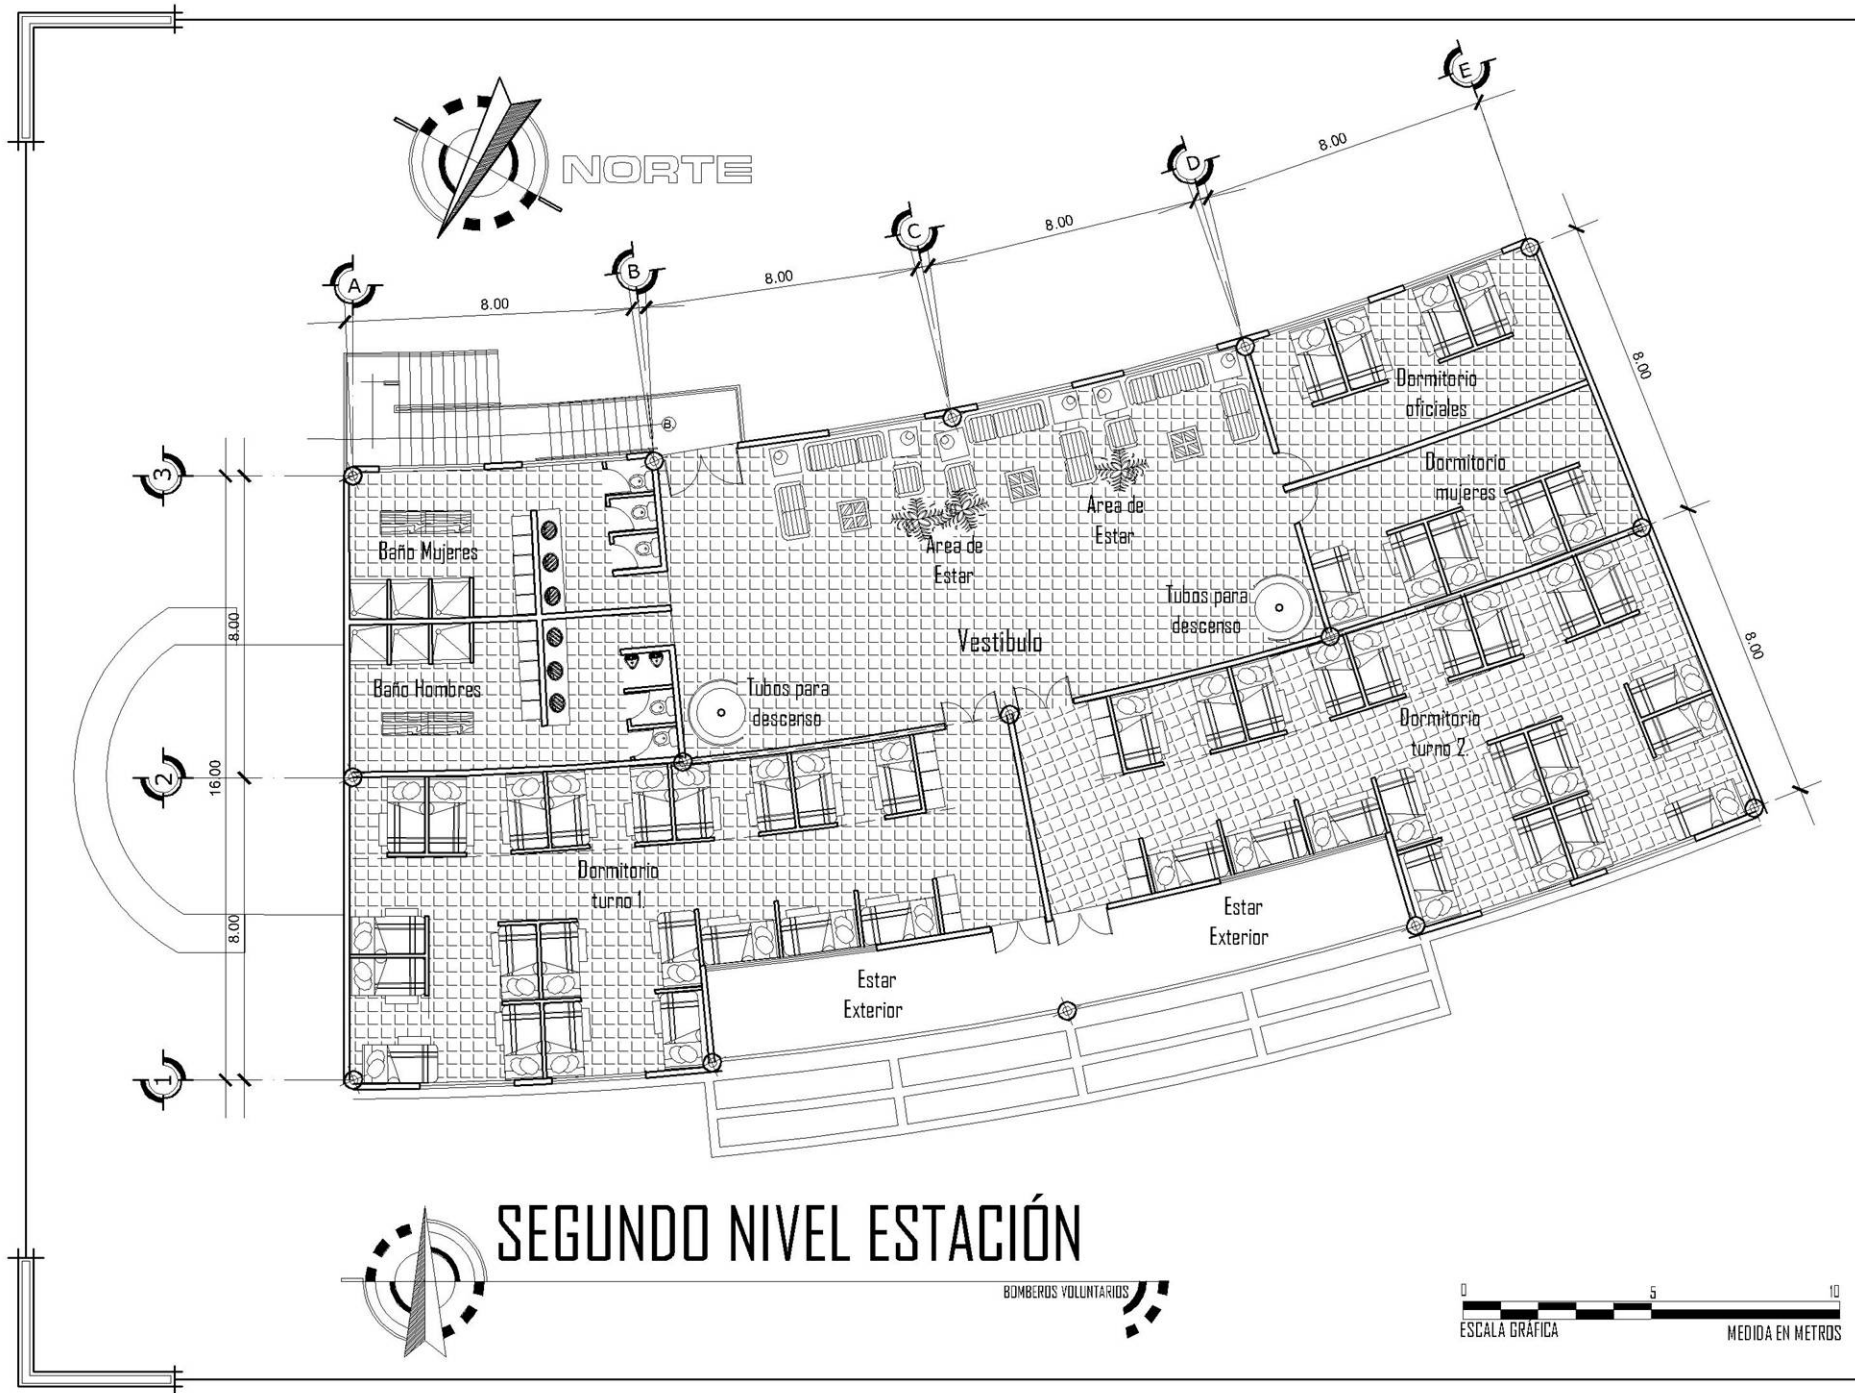 E
NORTE
8.00
D
8.00
C
8.00
B
8.00
A
8.00
8.00
Dormitorio
oficiales
B
3
Dormitorio
mujeres
Area de
Estar
Area de
Estar
Baño Mujeres
Tubos para
descenso
Vestibulo
8.00
8.00
Baño Hombres
Tubos para
descenso
Dormitorio
turno 2.
2
16.00
Dormitorio
turno 1.
8.00
Estar
Exterior
Estar
Exterior
1
SEGUNDO NIVEL ESTACIÓN
BOMBEROS VOLUNTARIOS
0 5 10
ESCALA GRÁFICA MEDIDA EN METROS